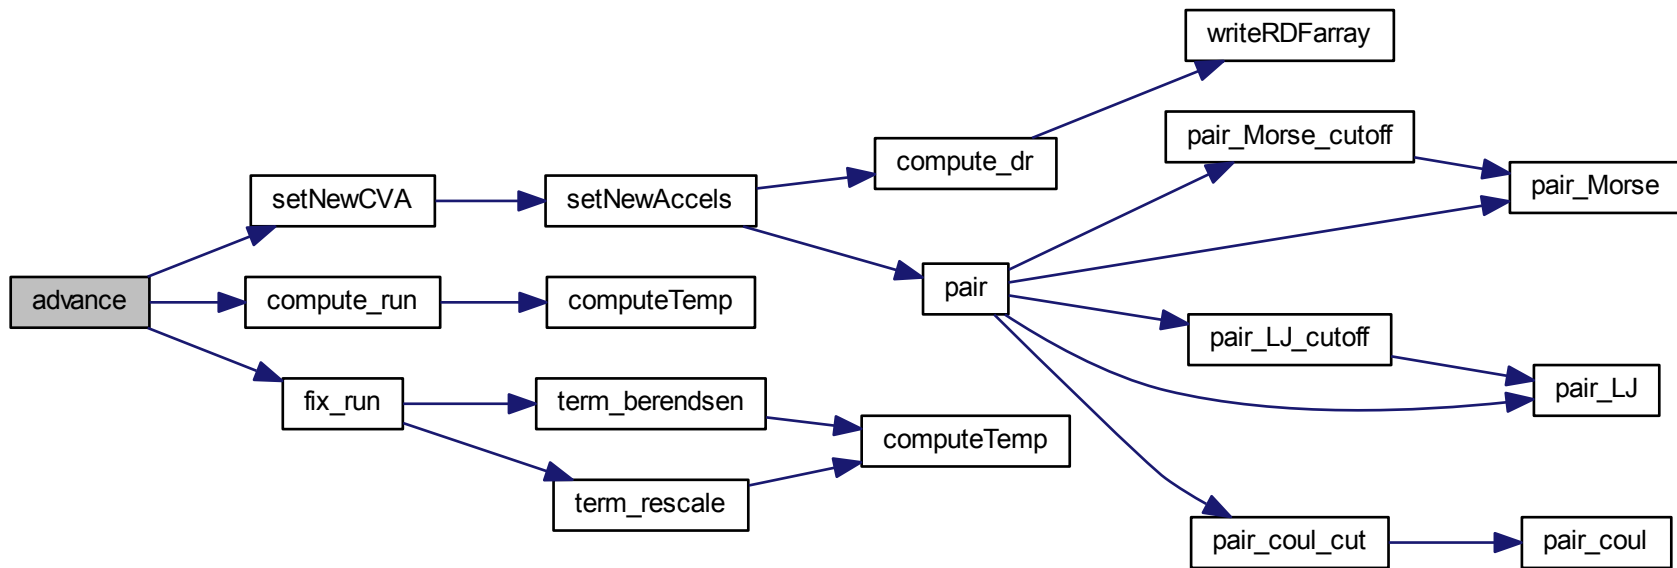 writeRDFarray
pair_Morse_cutoff
compute_dr
pair_Morse
setNewCVA
setNewAccels
pair
advance
compute_run
computeTemp
pair_LJ_cutoff
pair_LJ
fix_run
term_berendsen
computeTemp
term_rescale
pair_coul_cut
pair_coul